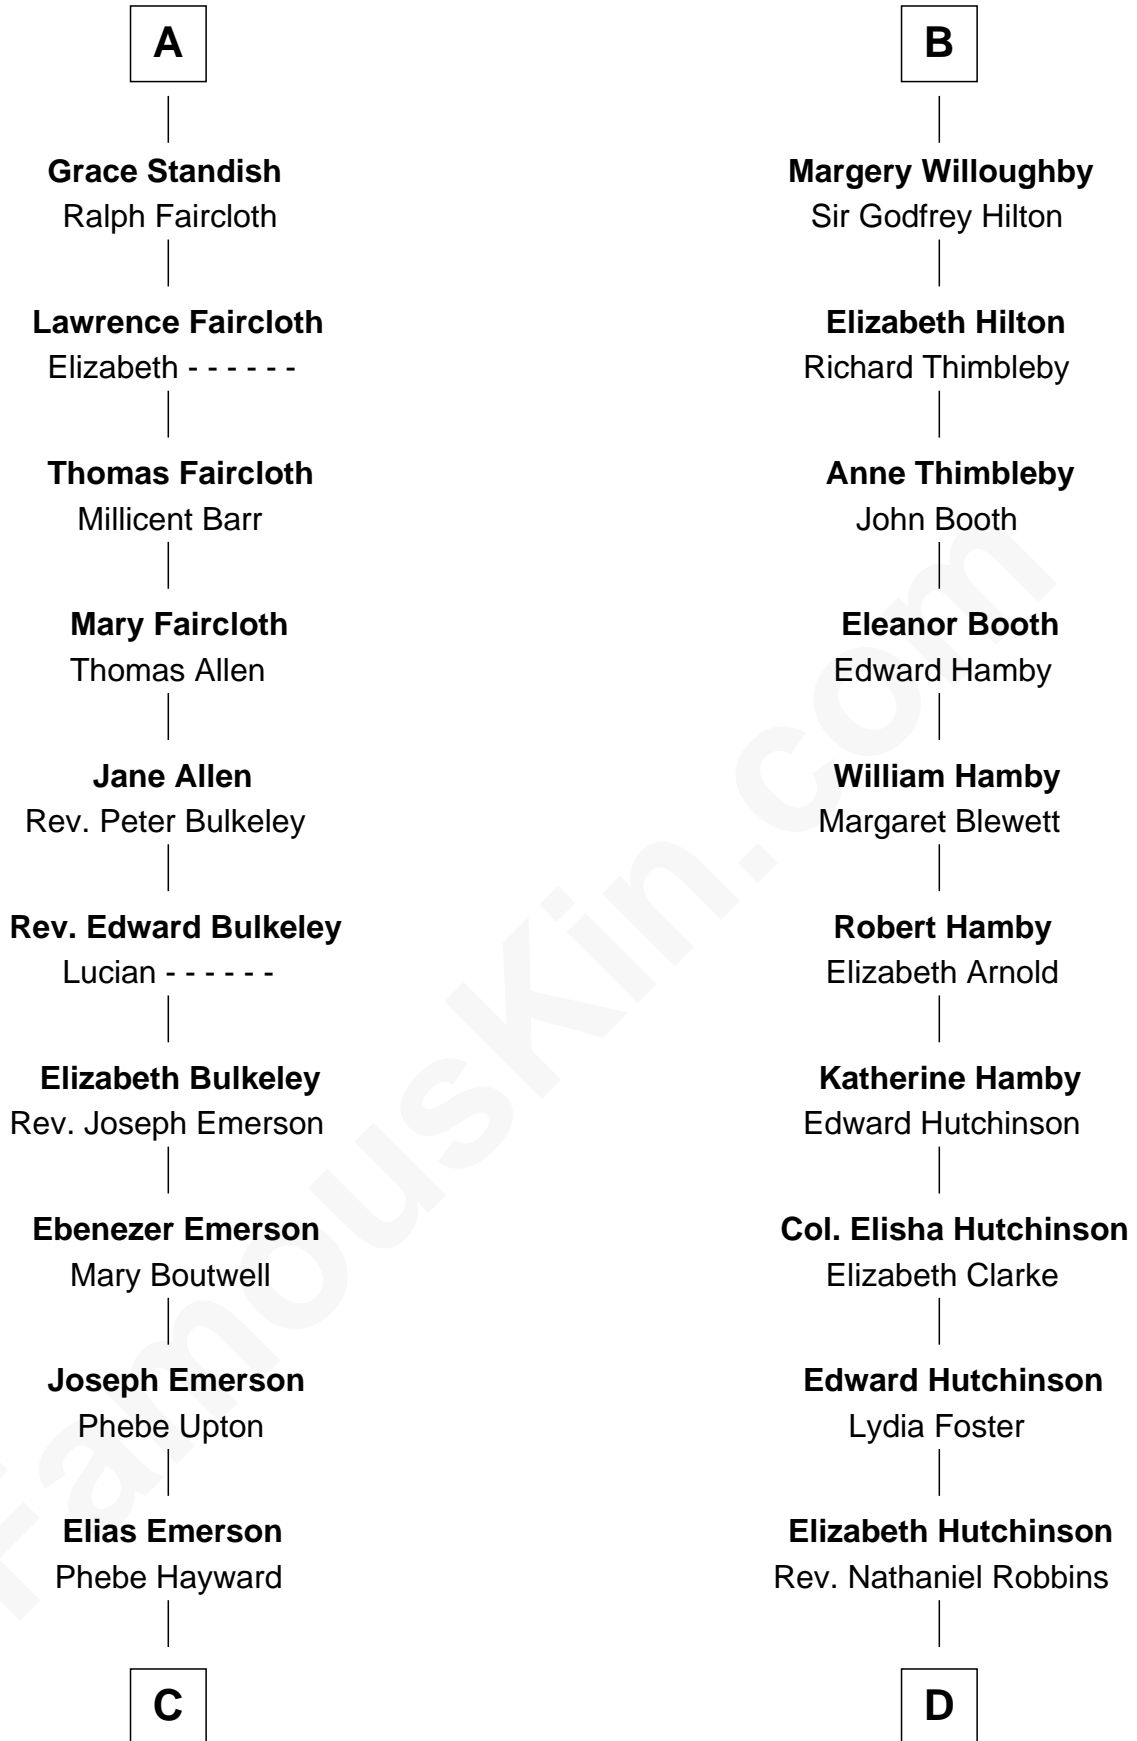 A
Grace Standish
Ralph Faircloth
Lawrence Faircloth
Elizabeth - - - - - -
Thomas Faircloth
Millicent Barr
Mary Faircloth
Thomas Allen
Jane Allen
Rev. Peter Bulkeley
Rev. Edward Bulkeley
Lucian - - - - - -
Elizabeth Bulkeley
Rev. Joseph Emerson
Ebenezer Emerson
Mary Boutwell
Joseph Emerson
Phebe Upton
Elias Emerson
Phebe Hayward
C
B
Margery Willoughby
Sir Godfrey Hilton
Elizabeth Hilton
Richard Thimbleby
Anne Thimbleby
John Booth
Eleanor Booth
Edward Hamby
William Hamby
Margaret Blewett
Robert Hamby
Elizabeth Arnold
Katherine Hamby
Edward Hutchinson
Col. Elisha Hutchinson
Elizabeth Clarke
Edward Hutchinson
Lydia Foster
Elizabeth Hutchinson
Rev. Nathaniel Robbins
D
FamousKin.com